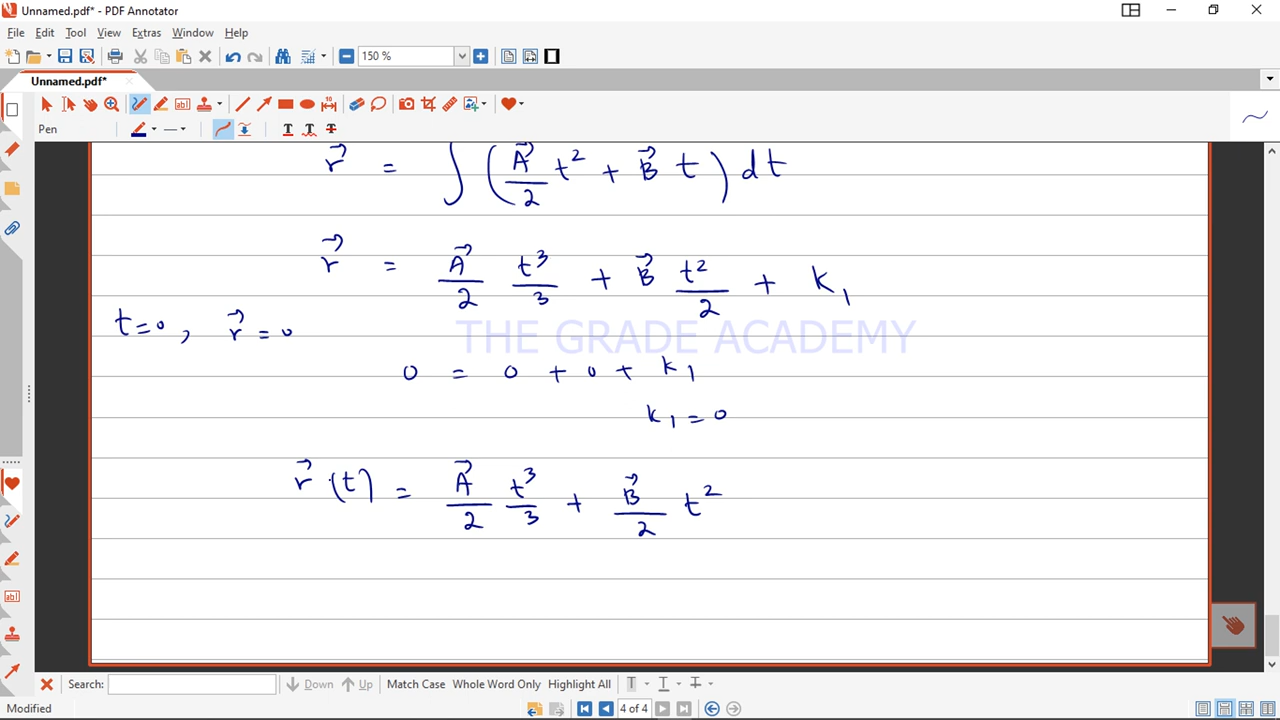 Unnamed.pdf* - PDF Annotator
File Edit Tool View Extras Window Help
150 %
Unnamed.pdf*
Pen
r⃗ = ∫ (A⃗/2 t² + B⃗ t) dt
r⃗ = A⃗/2 t³/3 + B⃗ t²/2 + k₁
t=0, r⃗ = 0
THE GRADE ACADEMY
0 = 0 + 0 + k₁
k₁ = 0
r⃗ (t) = A⃗/2 t³/3 + B⃗/2 t²
Search: Down Up Match Case Whole Word Only Highlight All
Modified 4 of 4